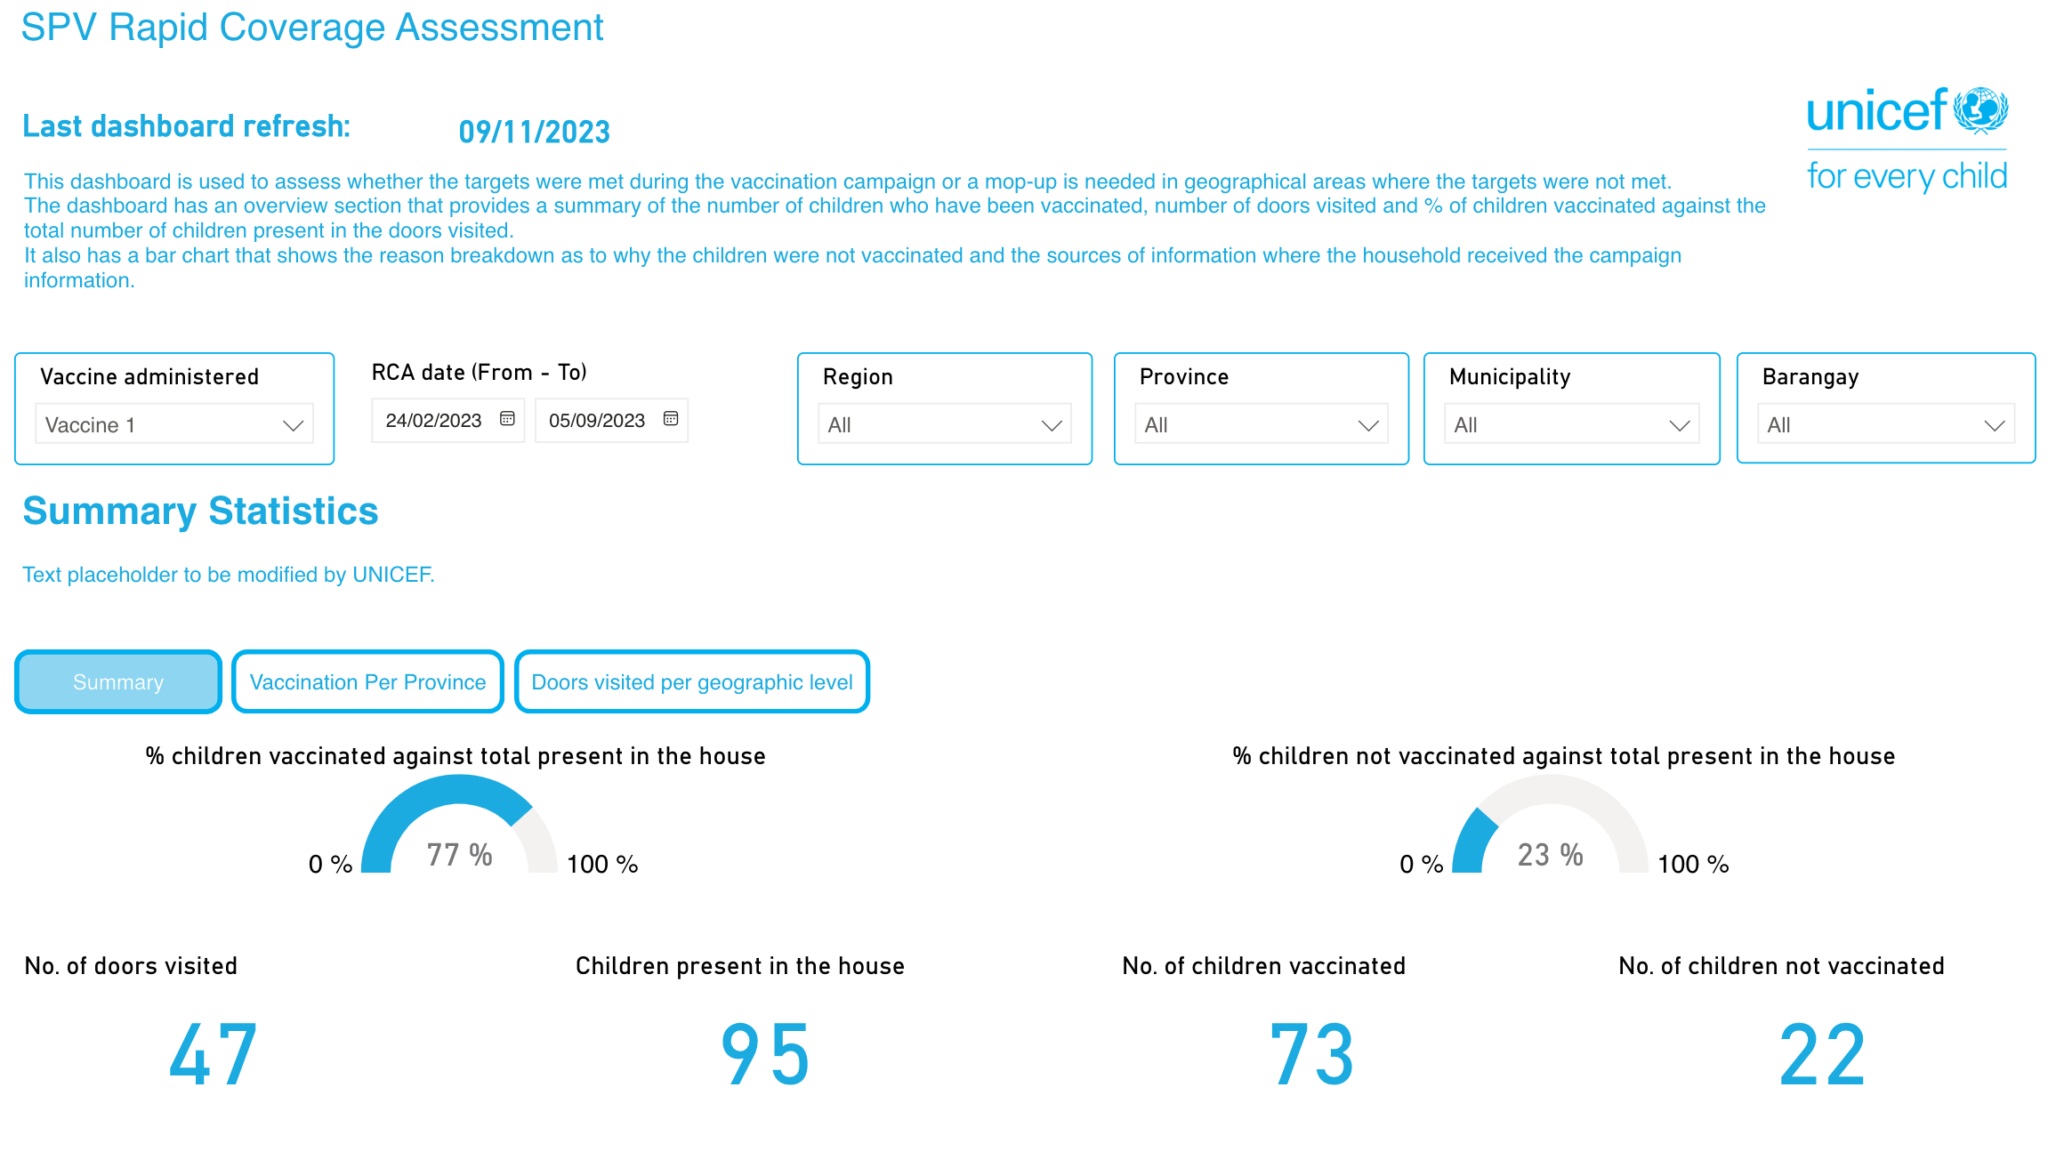 SPV Rapid Coverage Assessment
Last dashboard refresh: 09/11/2023
unicef
for every child
This dashboard is used to assess whether the targets were met during the vaccination campaign or a mop-up is needed in geographical areas where the targets were not met.
The dashboard has an overview section that provides a summary of the number of children who have been vaccinated, number of doors visited and % of children vaccinated against the
total number of children present in the doors visited.
It also has a bar chart that shows the reason breakdown as to why the children were not vaccinated and the sources of information where the household received the campaign
information.
Vaccine administered
Vaccine 1
RCA date (From - To)
24/02/2023 05/09/2023
Region
All
Province
All
Municipality
All
Barangay
All
Summary Statistics
Text placeholder to be modified by UNICEF.
Summary
Vaccination Per Province
Doors visited per geographic level
% children vaccinated against total present in the house
0 % 77 % 100 %
% children not vaccinated against total present in the house
0 % 23 % 100 %
No. of doors visited
47
Children present in the house
95
No. of children vaccinated
73
No. of children not vaccinated
22